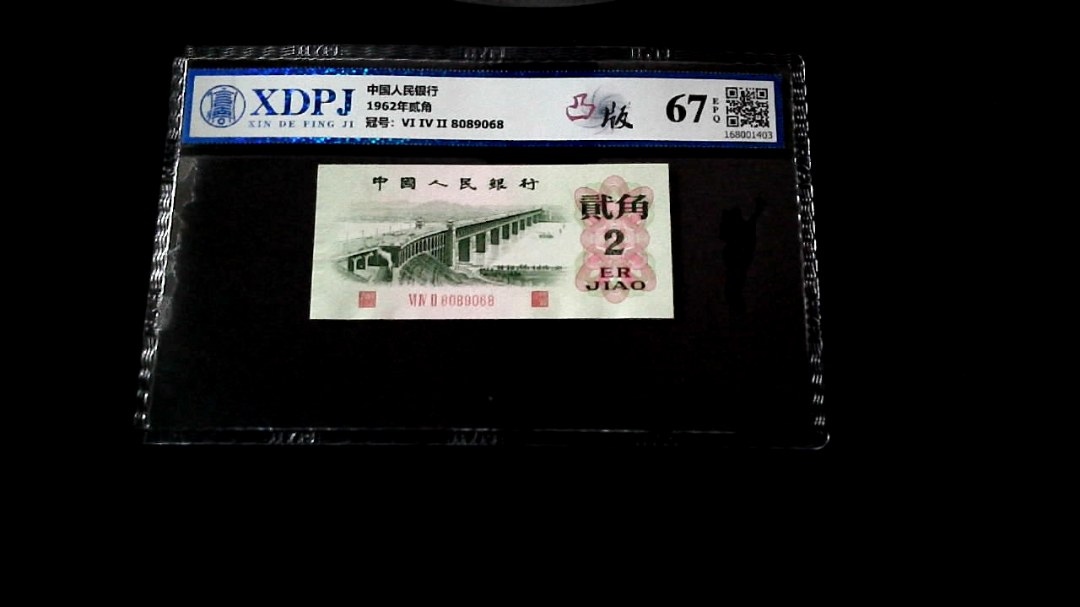 XDPJ
XIN DE PING JI
中国人民银行
1962年贰角
冠号：VI IV II 8089068
凸版
67
EPQ
168001403
中國人民銀行
貳角
2
ER
JIAO
VI IV II 8089068